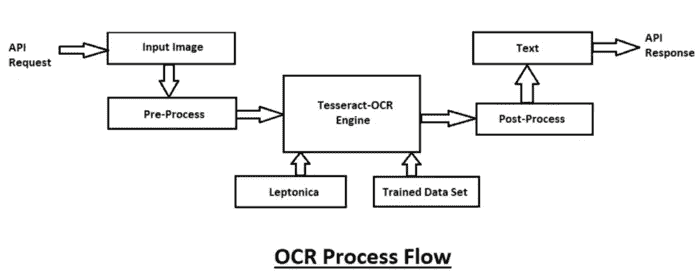 API
Request
Input Image
Pre-Process
Tesseract-OCR
Engine
Leptonica
Trained Data Set
Post-Process
Text
API
Response
OCR Process Flow